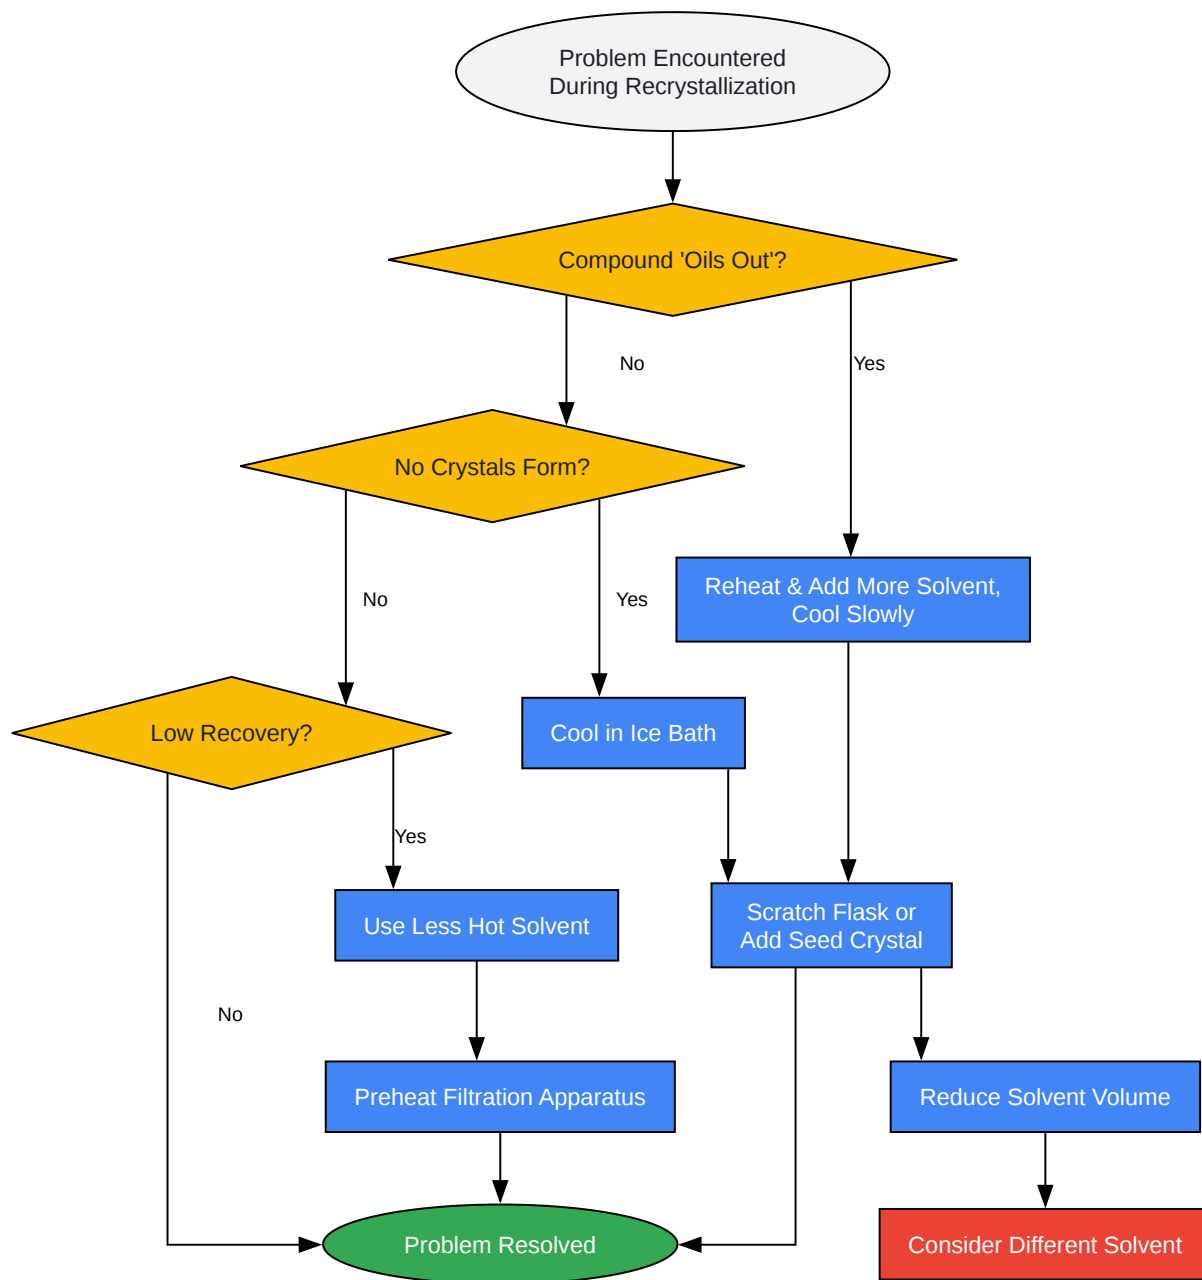 Problem Encountered
During Recrystallization
Compound 'Oils Out'?
No
Yes
No Crystals Form?
Reheat & Add More Solvent,
Cool Slowly
No
Yes
Low Recovery?
Cool in Ice Bath
Yes
Use Less Hot Solvent
Scratch Flask or
Add Seed Crystal
No
Preheat Filtration Apparatus
Reduce Solvent Volume
Problem Resolved
Consider Different Solvent